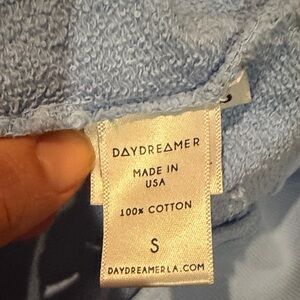 DAYDREAMER
MADE IN
USA
100% COTTON
S
DAYDREAMERLA.COM